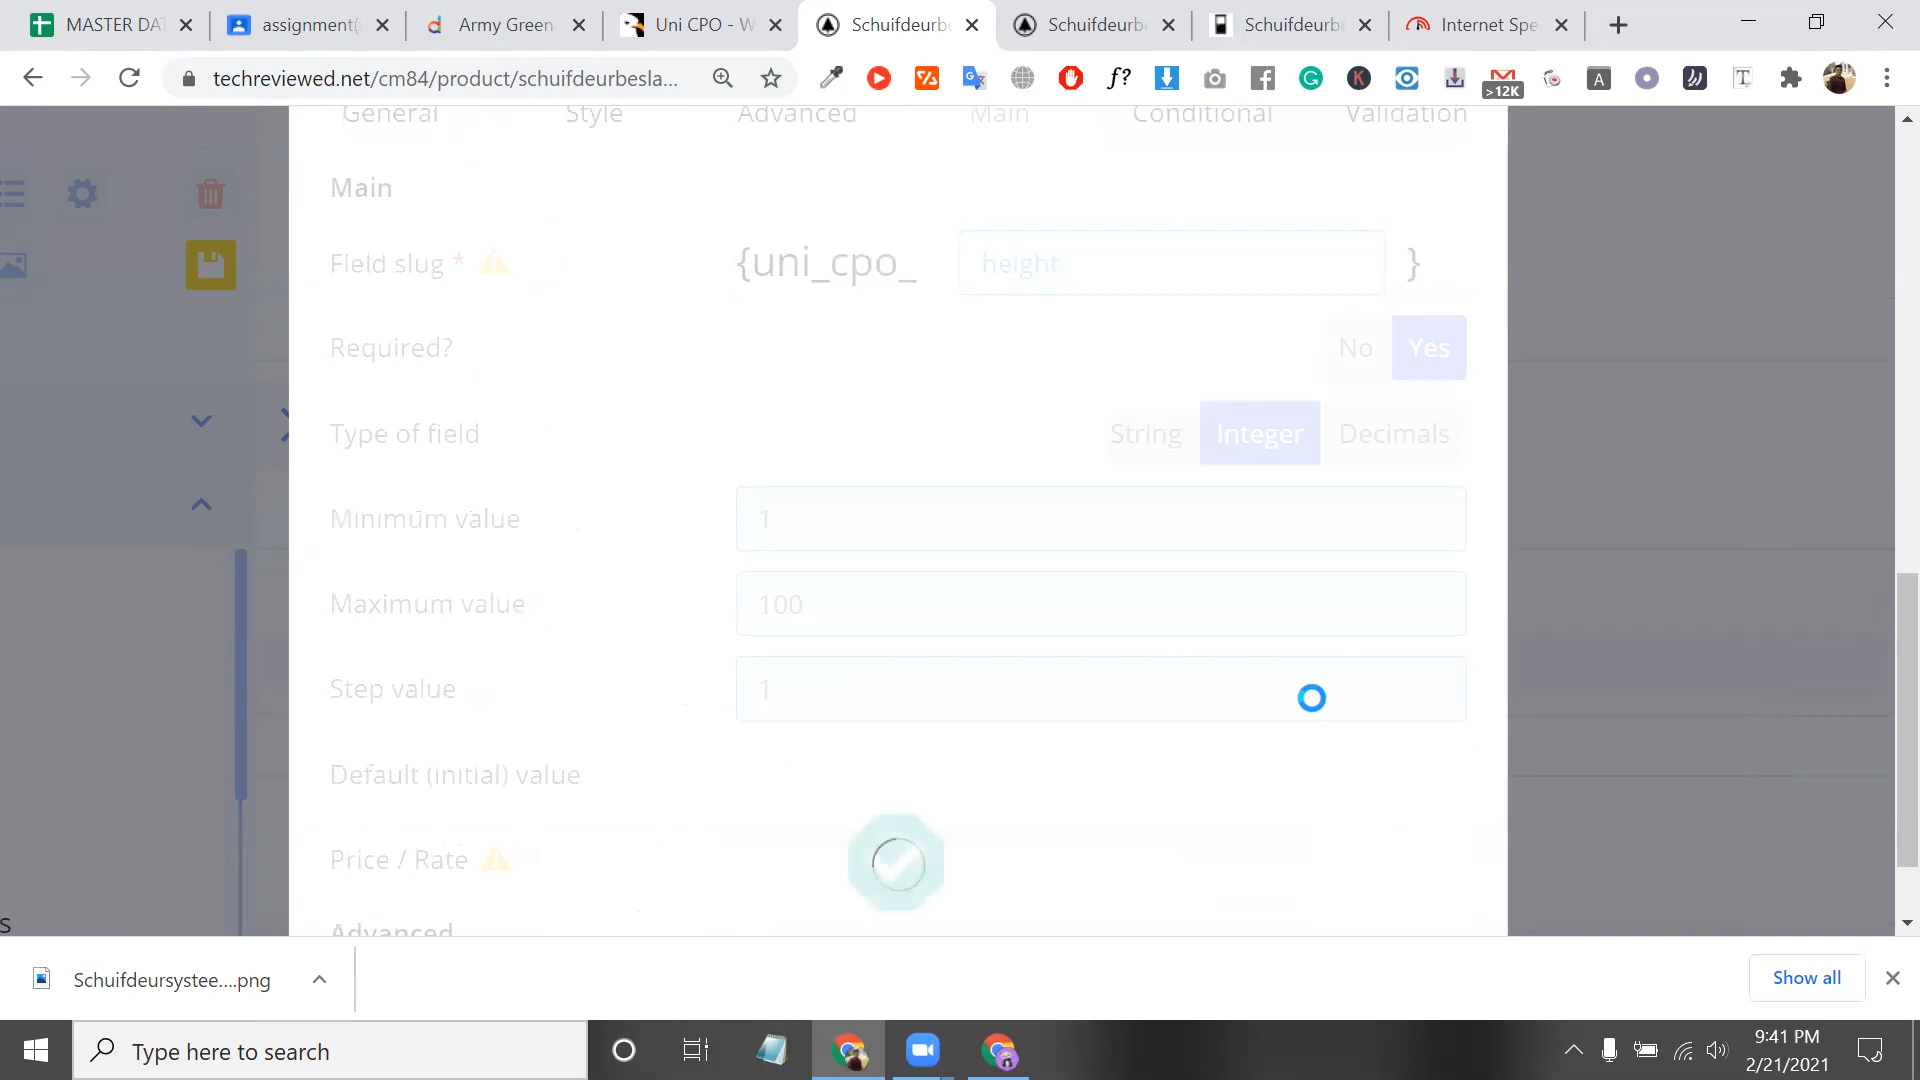 MASTER DA
assignment(
Army Green
Uni CPO - W
Schuifdeurbe
Schuifdeurb
Schuifdeurbe
Internet Spe
techreviewed.net/cm84/product/schuifdeurbesla...
>12K
General Style Advanced Main Conditional Validation
Main
Field slug * {uni_cpo_ height }
Required? No Yes
Type of field String Integer Decimals
Minimum value 1
Maximum value 100
Step value 1
Default (initial) value
Price / Rate
Advanced
s
Schuifdeursystee....png
Show all
Type here to search
9:41 PM
2/21/2021